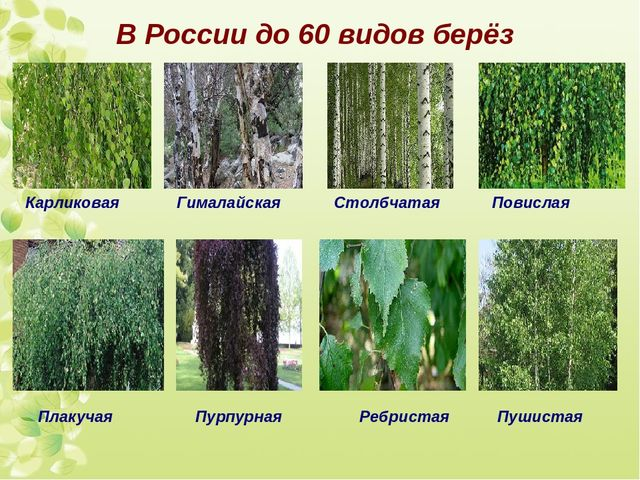 В России до 60 видов берёз
Карликовая Гималайская Столбчатая Повислая
Плакучая Пурпурная Ребристая Пушистая